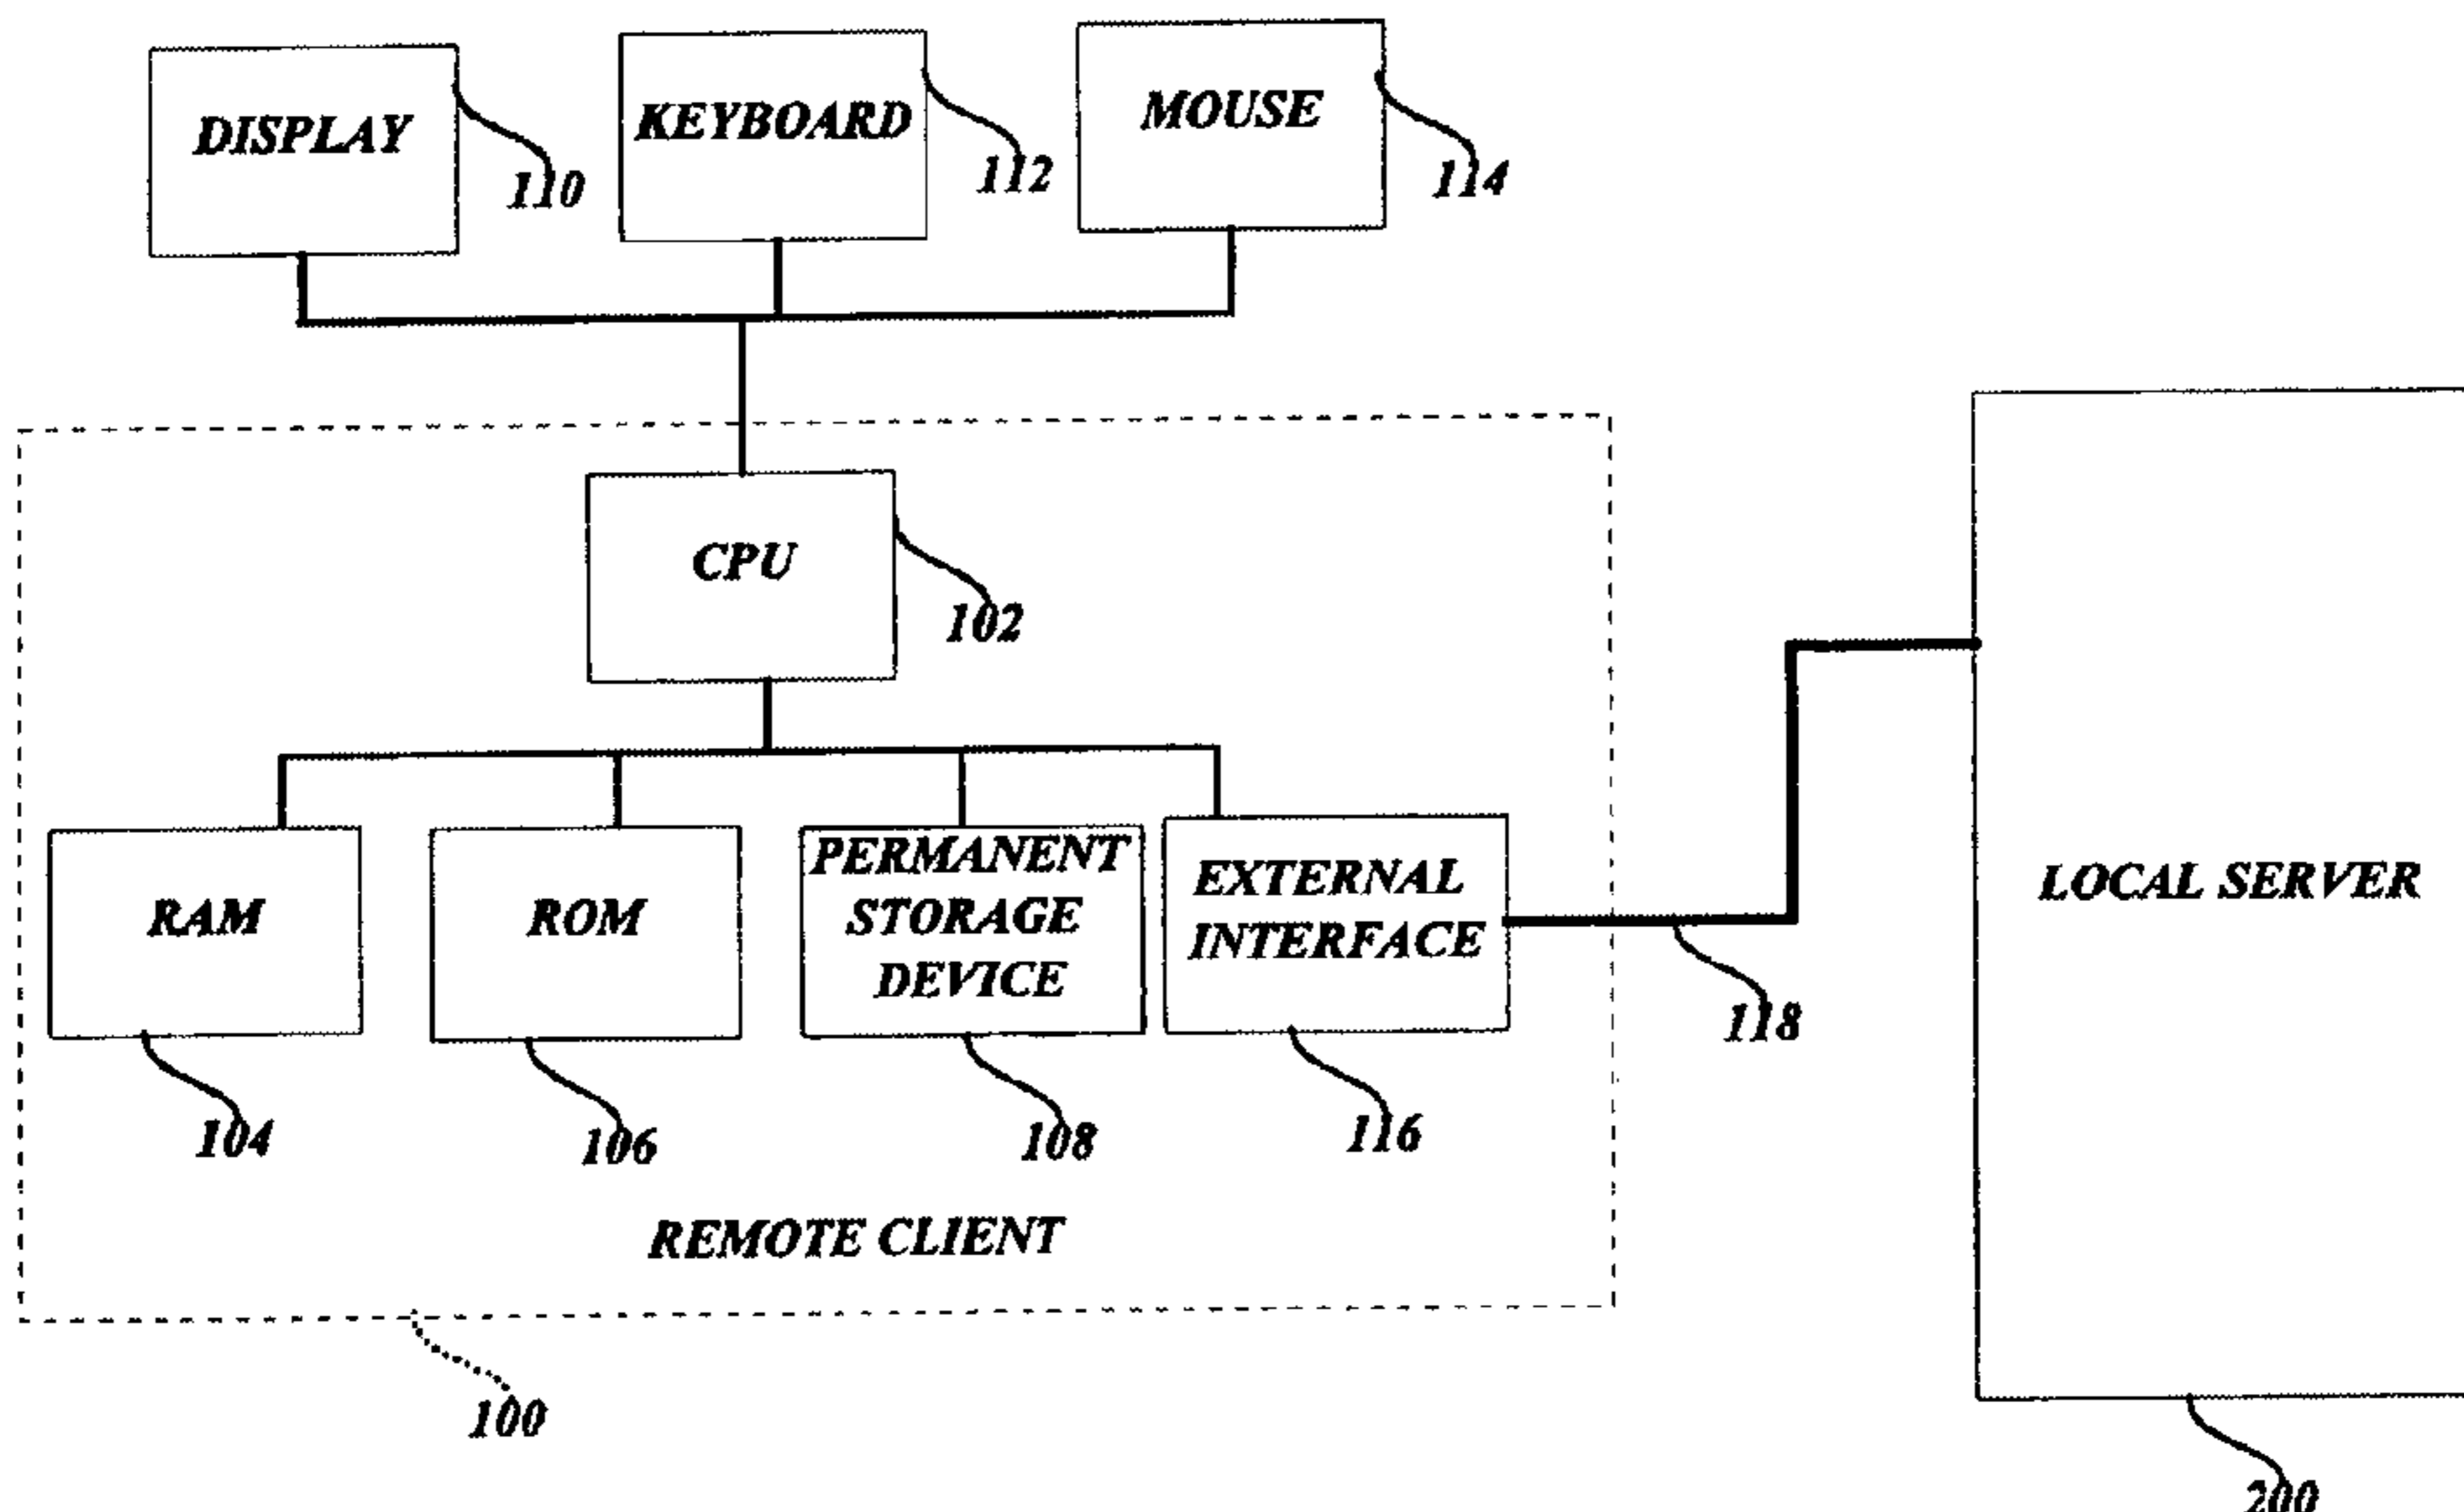 DISPLAY
110
KEYBOARD
112
MOUSE
114
CPU
102
RAM
104
ROM
106
PERMANENT
STORAGE
DEVICE
108
EXTERNAL
INTERFACE
116
118
REMOTE CLIENT
100
LOCAL SERVER
200